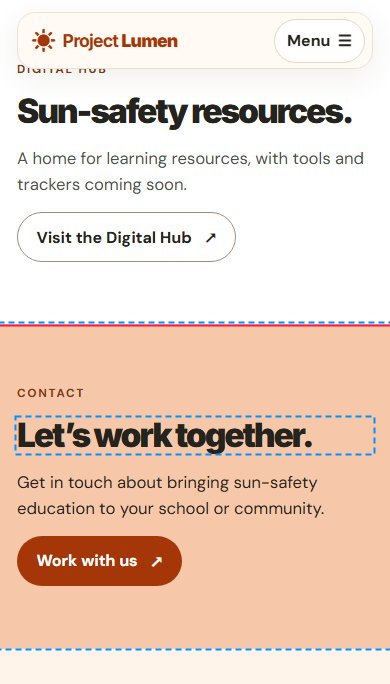 Project Lumen
Menu
DIGITAL HUB
Sun-safety resources.
A home for learning resources, with tools and
trackers coming soon.
Visit the Digital Hub ↗
CONTACT
Let’s work together.
Get in touch about bringing sun-safety
education to your school or community.
Work with us ↗